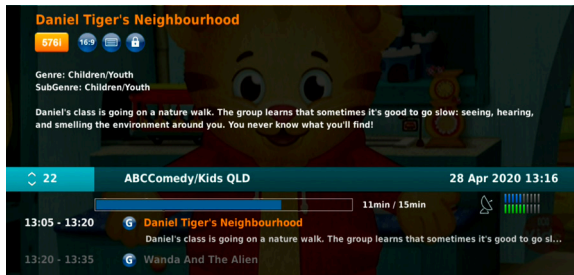 Daniel Tiger's Neighbourhood
576i
16:9
Genre: Children/Youth
SubGenre: Children/Youth
Daniel's class is going on a nature walk. The group learns that sometimes it's good to go slow: seeing, hearing,
and smelling the environment around you. You never know what you'll find!
22 ABCComedy/Kids QLD 28 Apr 2020 13:16
11min / 15min
13:05 - 13:20 G Daniel Tiger's Neighbourhood
Daniel's class is going on a nature walk. The group learns that sometimes it's good to go sl...
13:20 - 13:35 G Wanda And The Alien